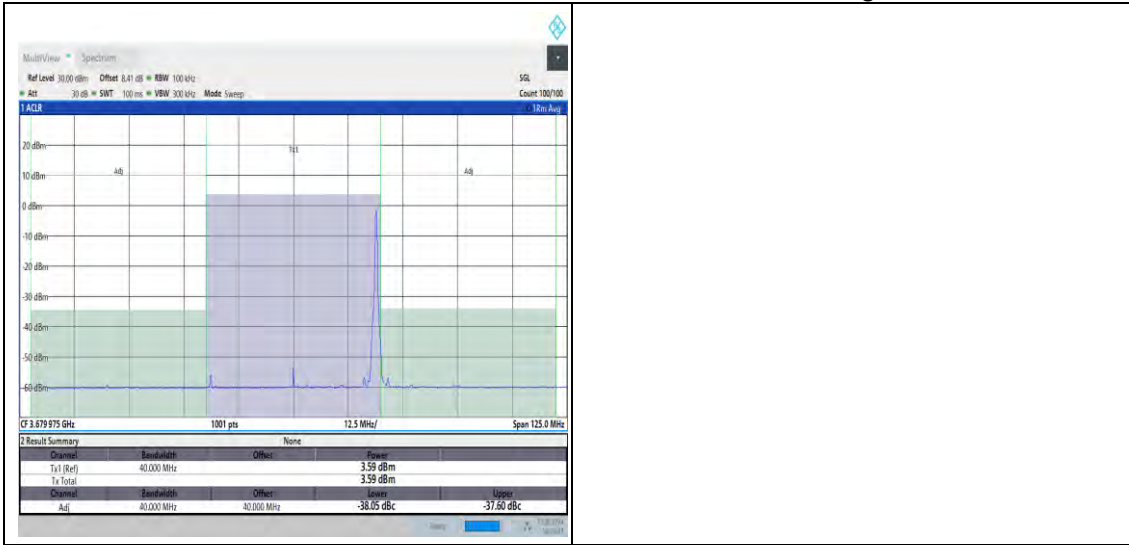 MultiView Spectrum
Ref Level 30.00 dBm Offset 8.41 dB RBW 100 kHz SGL
Att 30 dB SWT 100 ms VBW 300 kHz Mode Sweep Count 100/100
1 ACLR 1Rm Avg
Tx1
Adj Adj
20 dBm
10 dBm
0 dBm
-10 dBm
-20 dBm
-30 dBm
-40 dBm
-50 dBm
-60 dBm
CF 3.679 975 GHz 1001 pts 12.5 MHz/ Span 125.0 MHz
2 Result Summary None
Channel Bandwidth Offset Power
Tx1 (Ref) 40.000 MHz 3.59 dBm
Tx Total 3.59 dBm
Channel Bandwidth Offset Lower Upper
Adj 40.000 MHz 40.000 MHz -38.05 dBc -37.60 dBc